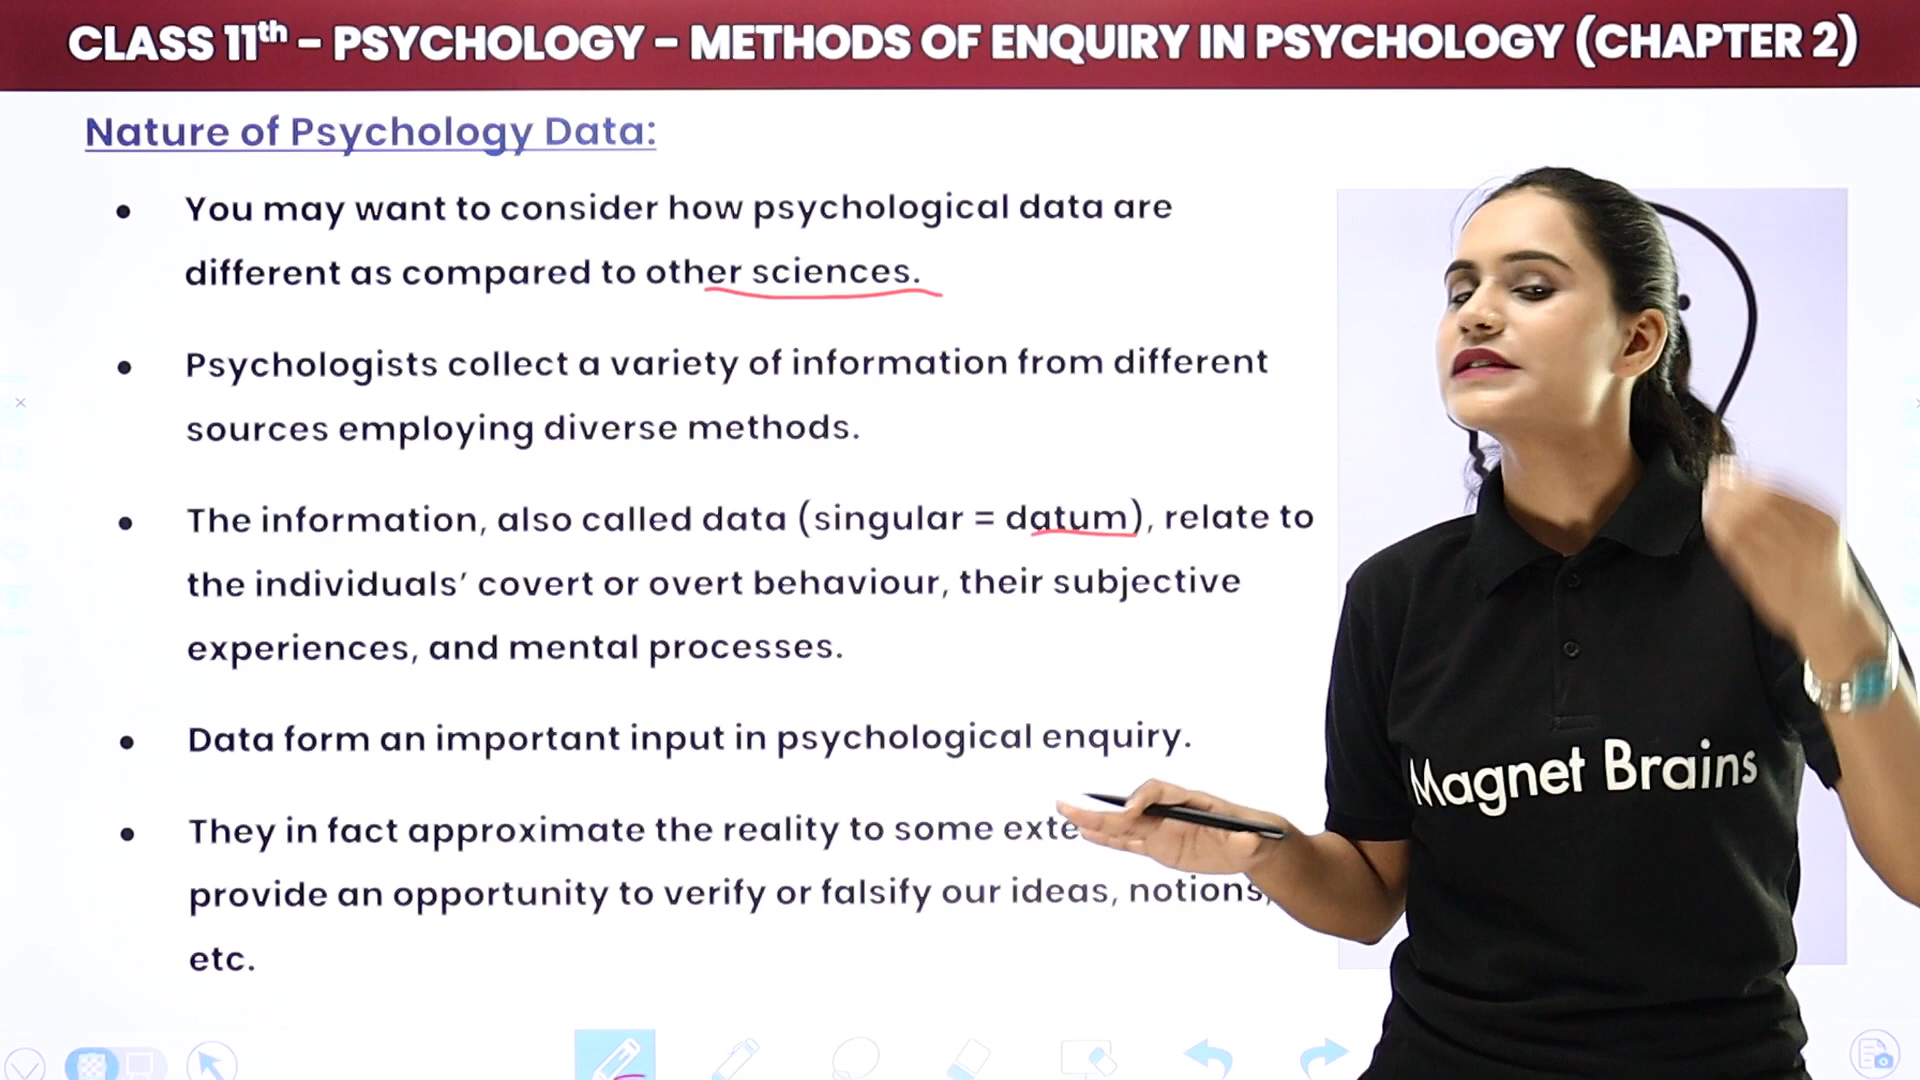 CLASS 11th – PSYCHOLOGY – METHODS OF ENQUIRY IN PSYCHOLOGY (CHAPTER 2)
Nature of Psychology Data:
• You may want to consider how psychological data are
different as compared to other sciences.
• Psychologists collect a variety of information from different
sources employing diverse methods.
• The information, also called data (singular = datum), relate to
the individuals’ covert or overt behaviour, their subjective
experiences, and mental processes.
• Data form an important input in psychological enquiry.
• They in fact approximate the reality to some
provide an opportunity to verify or falsify our ideas, notions,
etc.
Magnet Brains